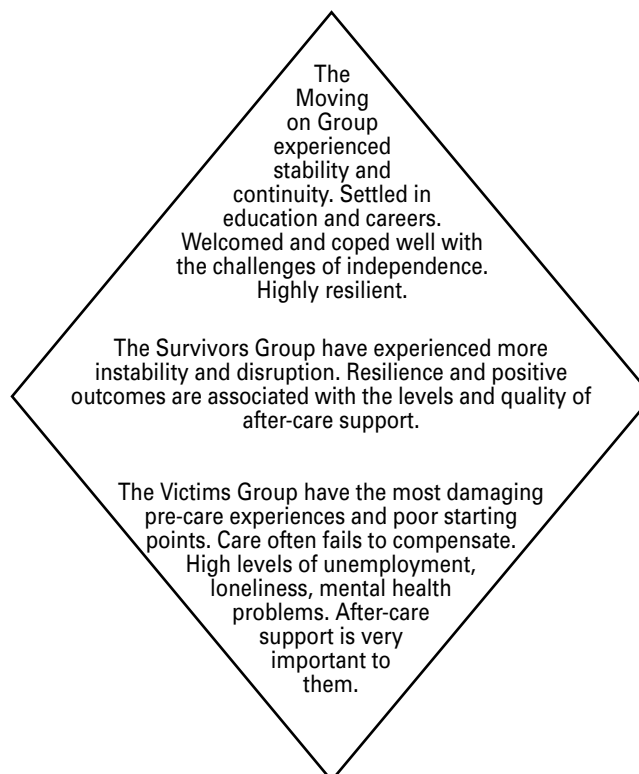 The
Moving
on Group
experienced
stability and
continuity. Settled in
education and careers.
Welcomed and coped well with
the challenges of independence.
Highly resilient.
The Survivors Group have experienced more
instability and disruption. Resilience and positive
outcomes are associated with the levels and quality of
after-care support.
The Victims Group have the most damaging
pre-care experiences and poor starting
points. Care often fails to compensate.
High levels of unemployment,
loneliness, mental health
problems. After-care
support is very
important to
them.